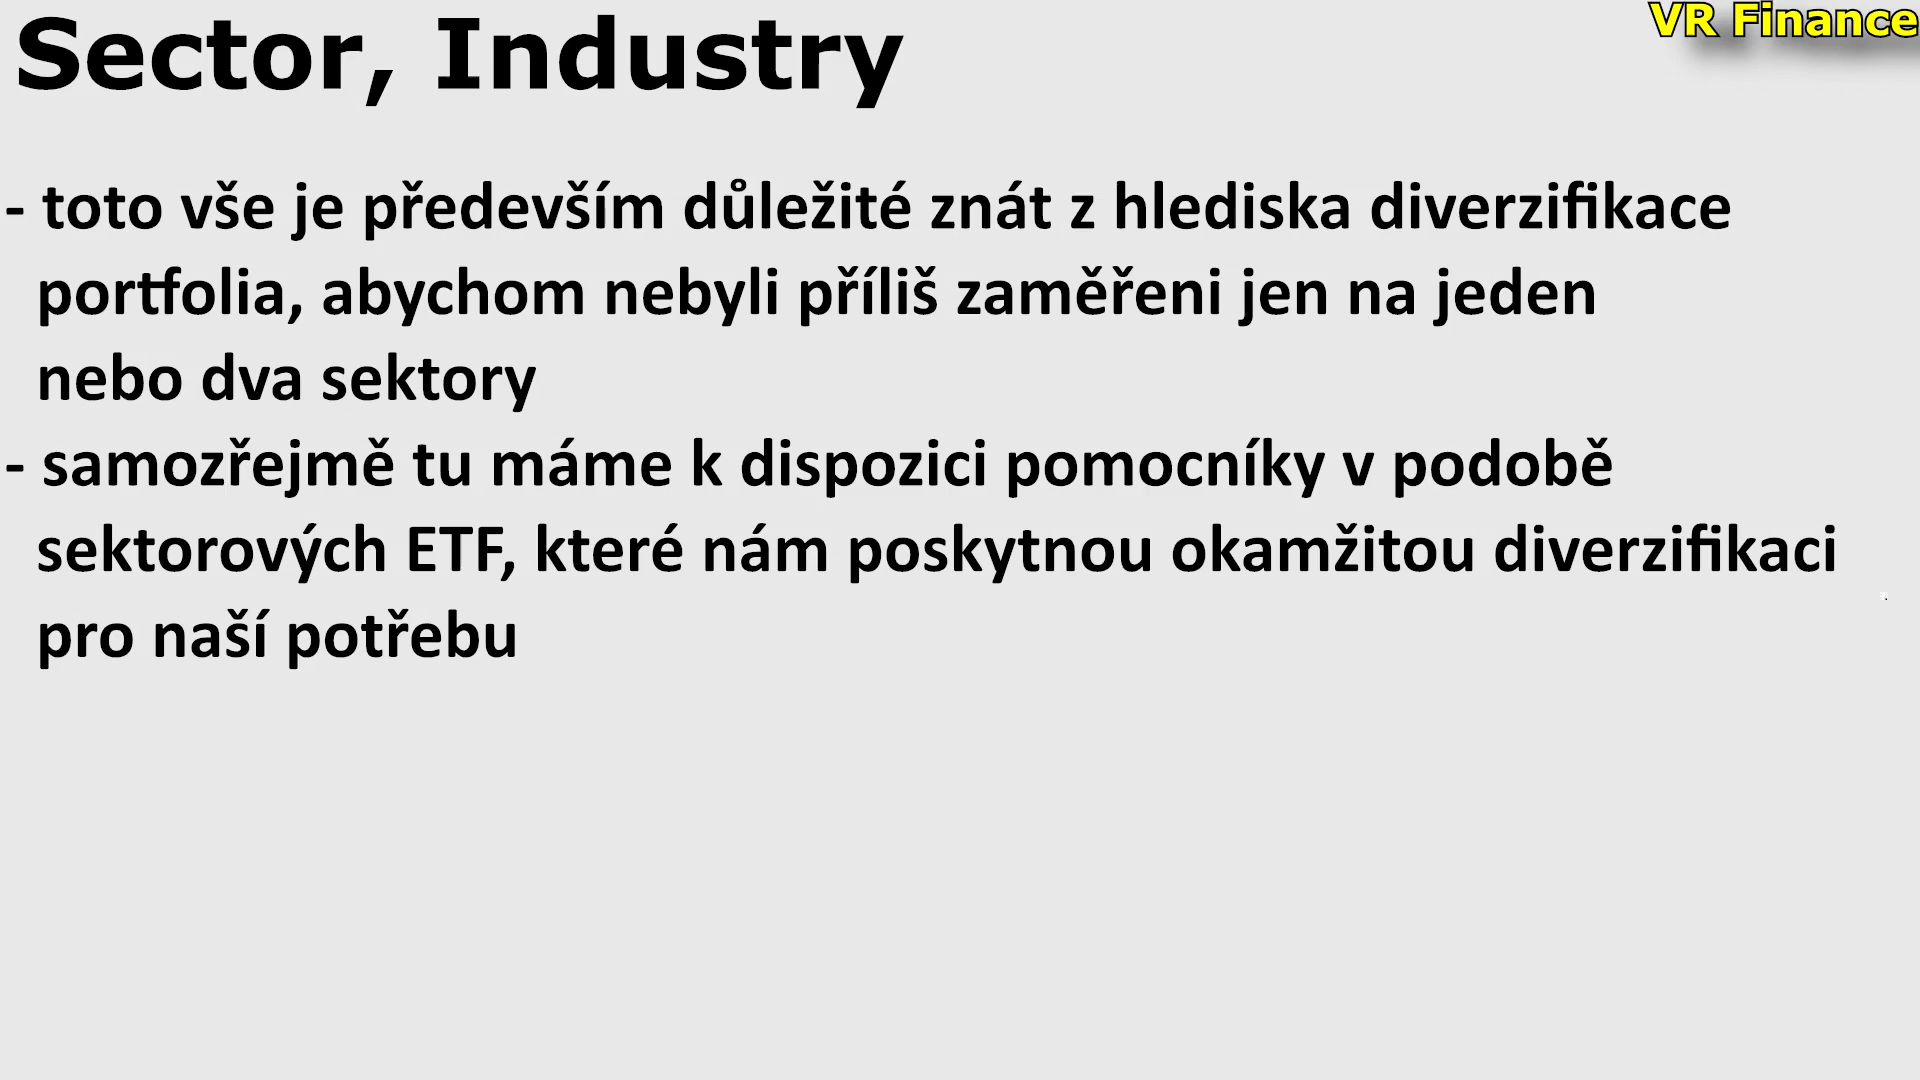 Sector, Industry
VR Finance
- toto vše je především důležité znát z hlediska diverzifikace
portfolia, abychom nebyli příliš zaměřeni jen na jeden
nebo dva sektory
- samozřejmě tu máme k dispozici pomocníky v podobě
sektorových ETF, které nám poskytnou okamžitou diverzifikaci
pro naší potřebu